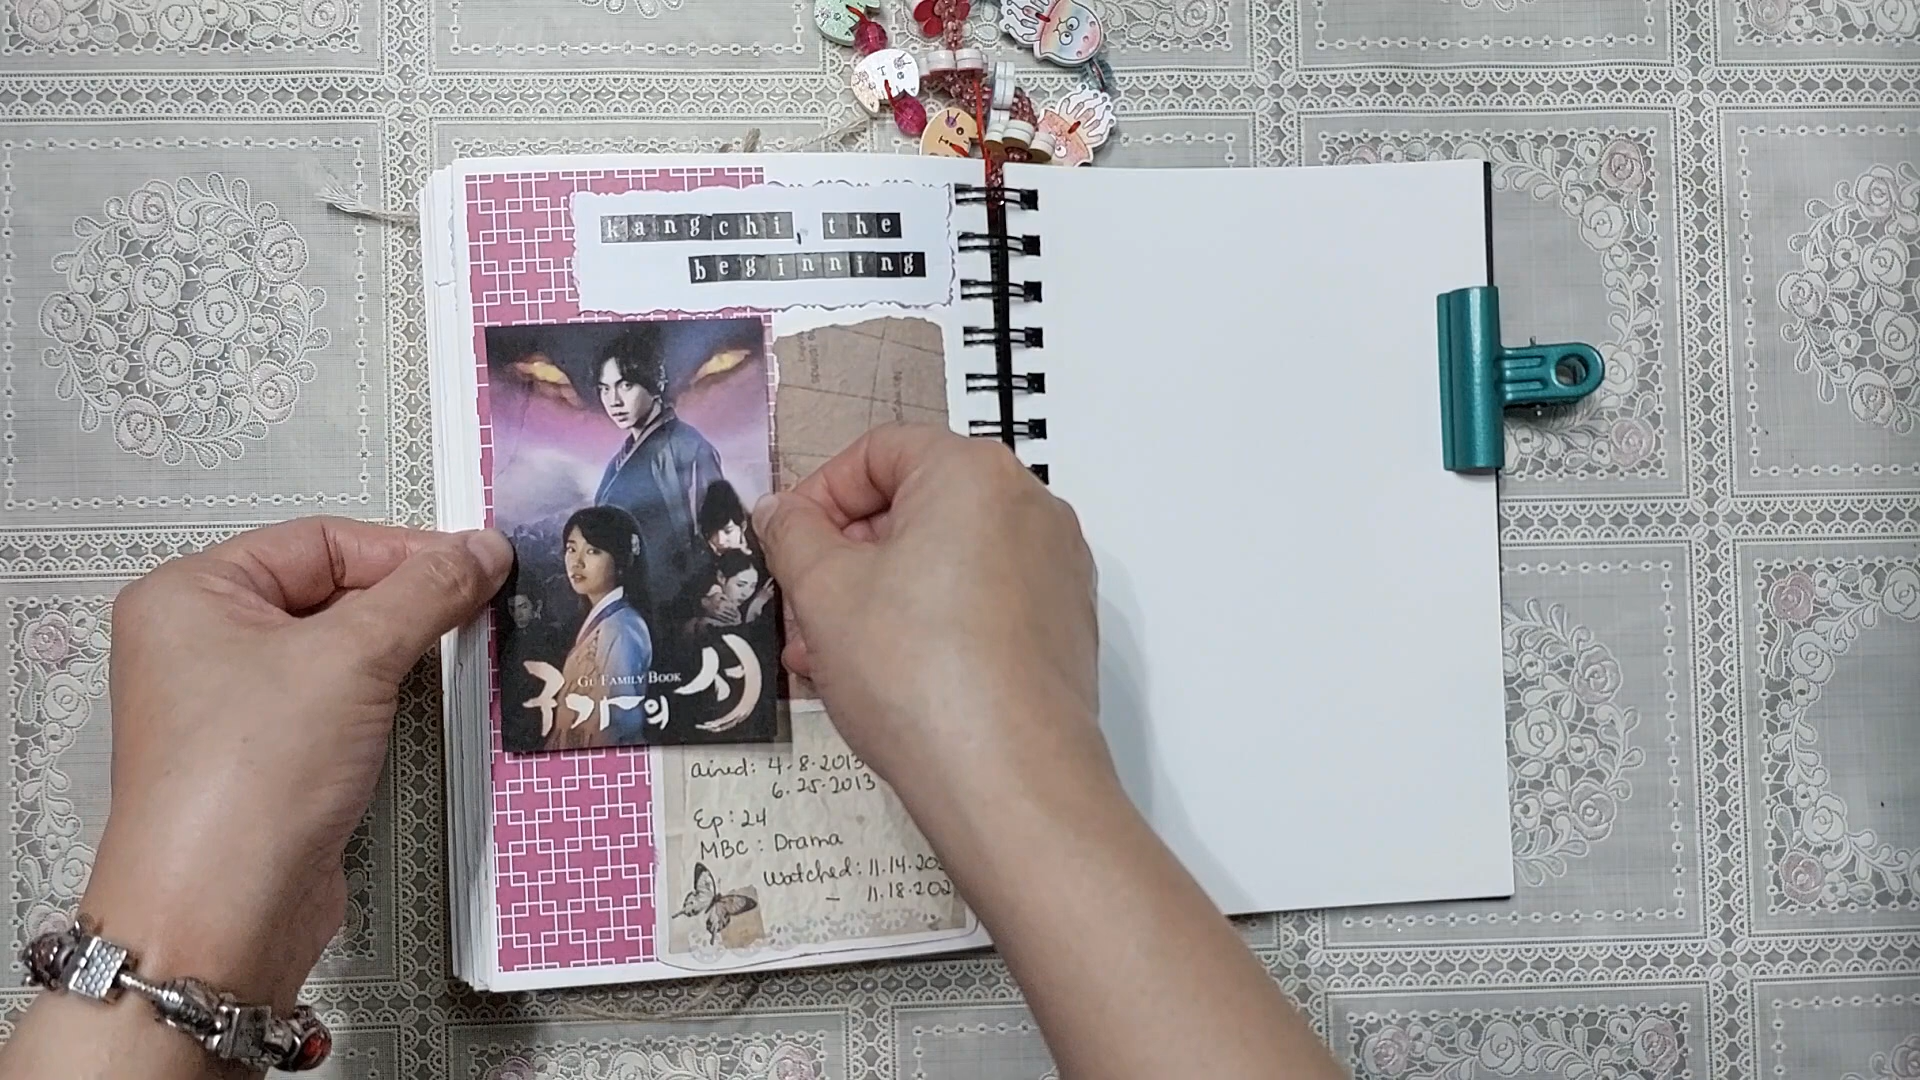 kangchi, the
beginning
GU FAMILY BOOK
구가의 서
aired: 4.8.2013
6.25.2013
Ep: 24
MBC: Drama
Watched: 11.14.20
- 11.18.202